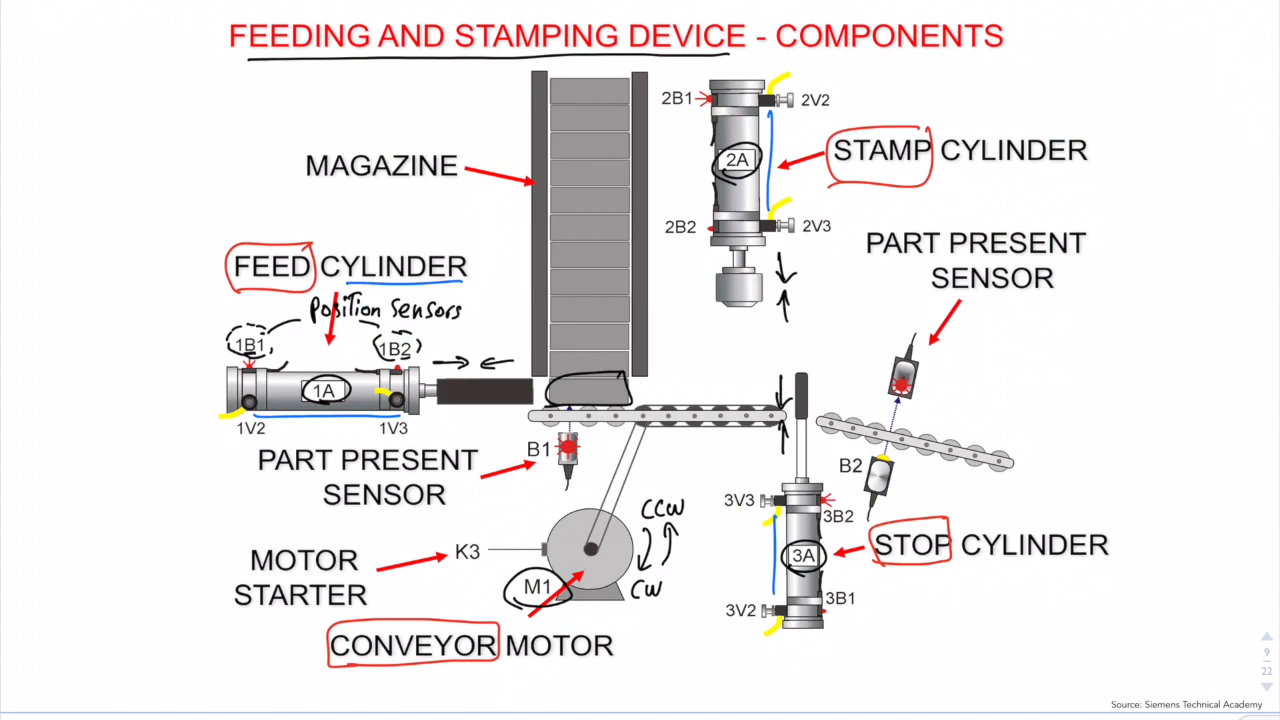 FEEDING AND STAMPING DEVICE - COMPONENTS
2B1
2V2
2A
STAMP CYLINDER
MAGAZINE
2B2
2V3
PART PRESENT
SENSOR
FEED CYLINDER
Position sensors
1B1
1B2
1A
1V2
1V3
B1
PART PRESENT
SENSOR
B2
3V3
3B2
CCW
K3
MOTOR
STARTER
3A
STOP CYLINDER
M1
CW
3B1
3V2
CONVEYOR MOTOR
9
22
Source: Siemens Technical Academy